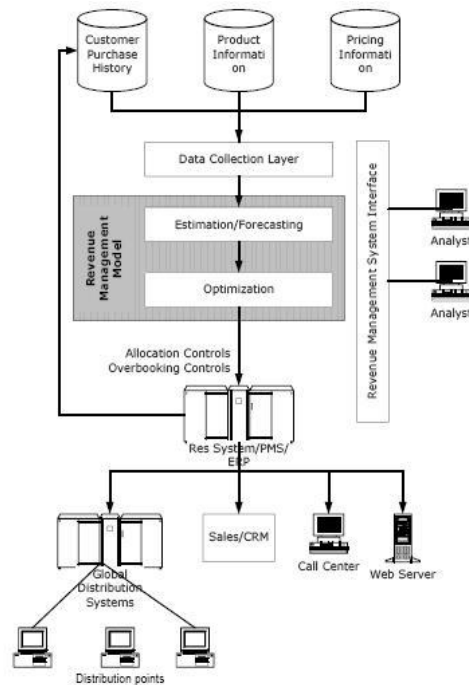 Customer
Purchase
History
Product
Informati
on
Pricing
Informati
on
Data Collection Layer
Revenue
Management
Model
Estimation/Forecasting
Optimization
Revenue Management System Interface
Analyst
Analyst
Allocation Controls
Overbooking Controls
Res System/PMS/
ERP
Global
Distribution
Systems
Sales/CRM
Call Center
Web Server
Distribution points